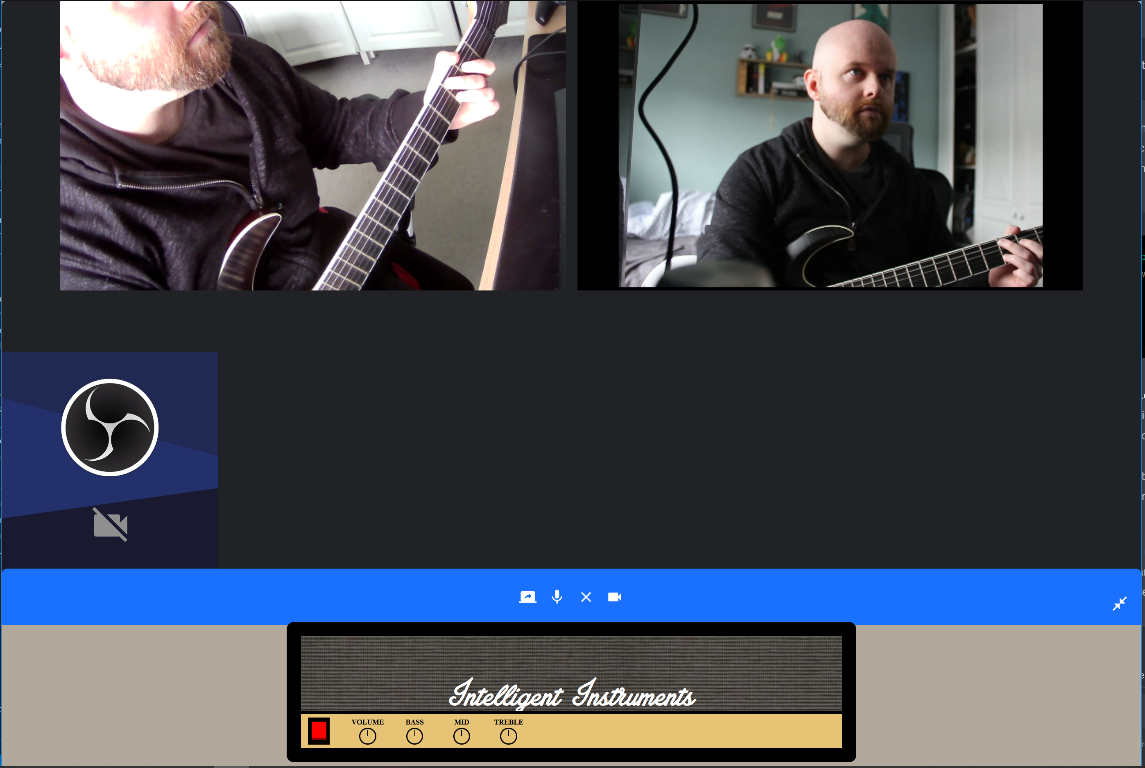 Intelligent Instruments
VOLUME BASS MID TREBLE